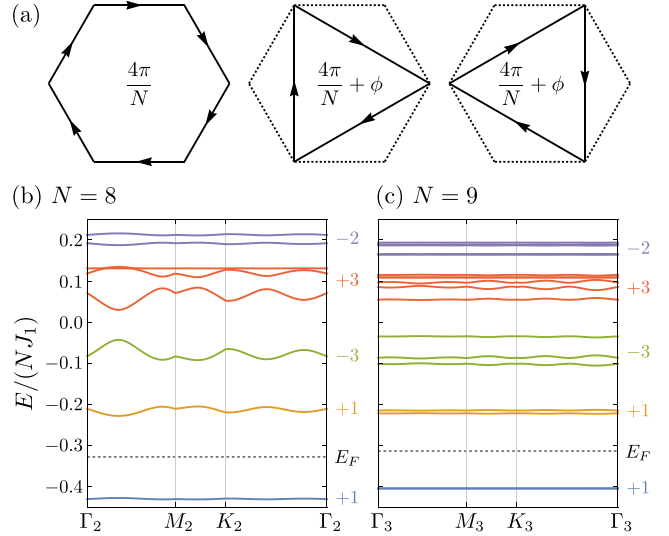 (a)
4π/N
4π/N + ϕ
4π/N + ϕ
(b) N = 8
(c) N = 9
E/(NJ₁)
0.2
0.1
0.0
−0.1
−0.2
−0.3
−0.4
−2
+3
−3
+1
E_F
+1
Γ₂ M₂ K₂ Γ₂
−2
+3
−3
+1
E_F
+1
Γ₃ M₃ K₃ Γ₃